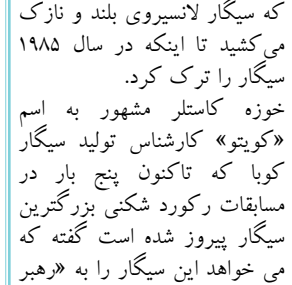 که سیگار لانسیروی بلند و نازک
می‌کشید تا اینکه در سال ۱۹۸۵
سیگار را ترک کرد.
خوزه کاستلر مشهور به اسم
«کویتو» کارشناس تولید سیگار
کوبا که تاکنون پنج بار در
مسابقات رکورد شکنی بزرگترین
سیگار پیروز شده است گفته که
می خواهد این سیگار را به «رهبر